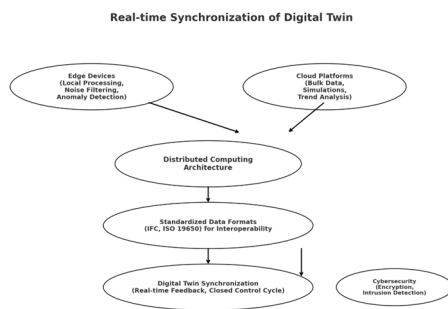 Real-time Synchronization of Digital Twin
Edge Devices
(Local Processing,
Noise Filtering,
Anomaly Detection)
Cloud Platforms
(Bulk Data,
Simulations,
Trend Analysis)
Distributed Computing
Architecture
Standardized Data Formats
(IFC, ISO 19650) for Interoperability
Digital Twin Synchronization
(Real-time Feedback, Closed Control Cycle)
Cybersecurity
(Encryption,
Intrusion Detection)